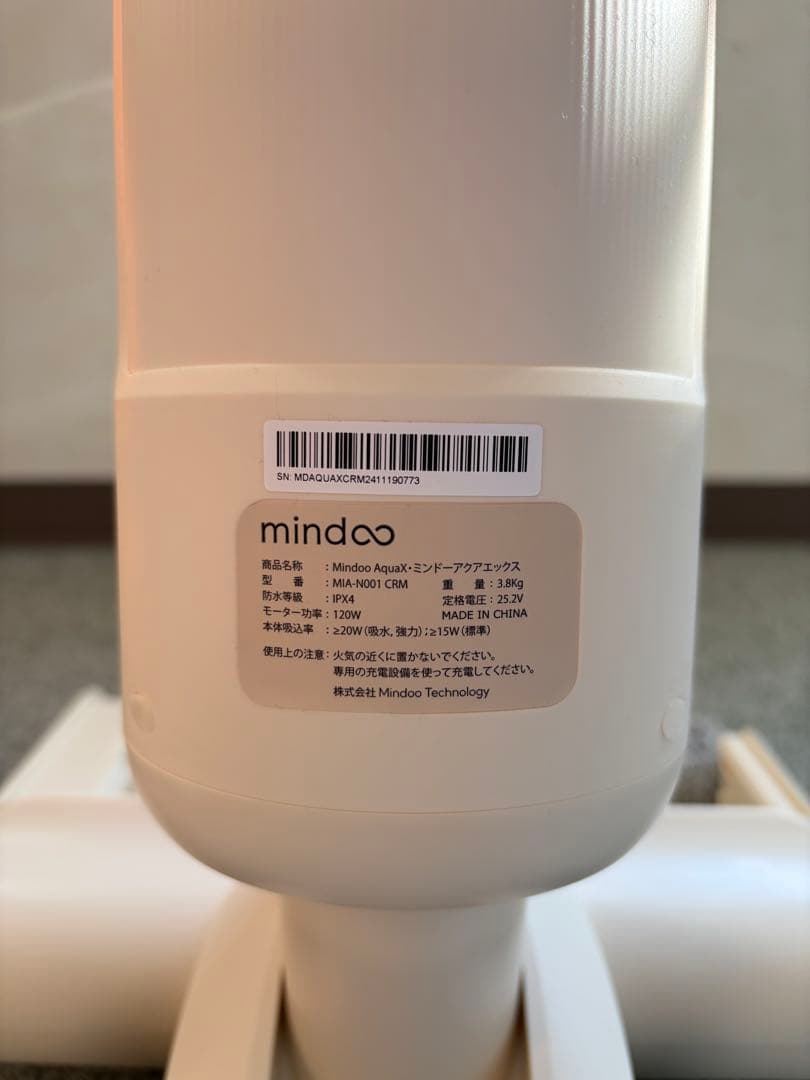 SN: MDAQUAXCRM2411190773
mindoo
商品名称 : Mindoo AquaX・ミンドーアクアエックス
型 番 : MIA-N001 CRM 重 量 : 3.8Kg
防水等級 : IPX4 定格電圧 : 25.2V
モーター功率 : 120W MADE IN CHINA
本体吸込率 : ≥20W（吸水, 強力）; ≥15W（標準）
使用上の注意 : 火気の近くに置かないでください。
専用の充電設備を使って充電してください。
株式会社 Mindoo Technology